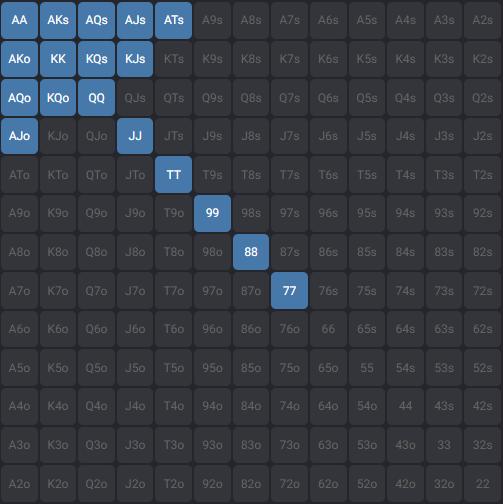 AA AKs AQs AJs ATs A9s A8s A7s A6s A5s A4s A3s A2s
AKo KK KQs KJs KTs K9s K8s K7s K6s K5s K4s K3s K2s
AQo KQo QQ QJs QTs Q9s Q8s Q7s Q6s Q5s Q4s Q3s Q2s
AJo KJo QJo JJ JTs J9s J8s J7s J6s J5s J4s J3s J2s
ATo KTo QTo JTo TT T9s T8s T7s T6s T5s T4s T3s T2s
A9o K9o Q9o J9o T9o 99 98s 97s 96s 95s 94s 93s 92s
A8o K8o Q8o J8o T8o 98o 88 87s 86s 85s 84s 83s 82s
A7o K7o Q7o J7o T7o 97o 87o 77 76s 75s 74s 73s 72s
A6o K6o Q6o J6o T6o 96o 86o 76o 66 65s 64s 63s 62s
A5o K5o Q5o J5o T5o 95o 85o 75o 65o 55 54s 53s 52s
A4o K4o Q4o J4o T4o 94o 84o 74o 64o 54o 44 43s 42s
A3o K3o Q3o J3o T3o 93o 83o 73o 63o 53o 43o 33 32s
A2o K2o Q2o J2o T2o 92o 82o 72o 62o 52o 42o 32o 22